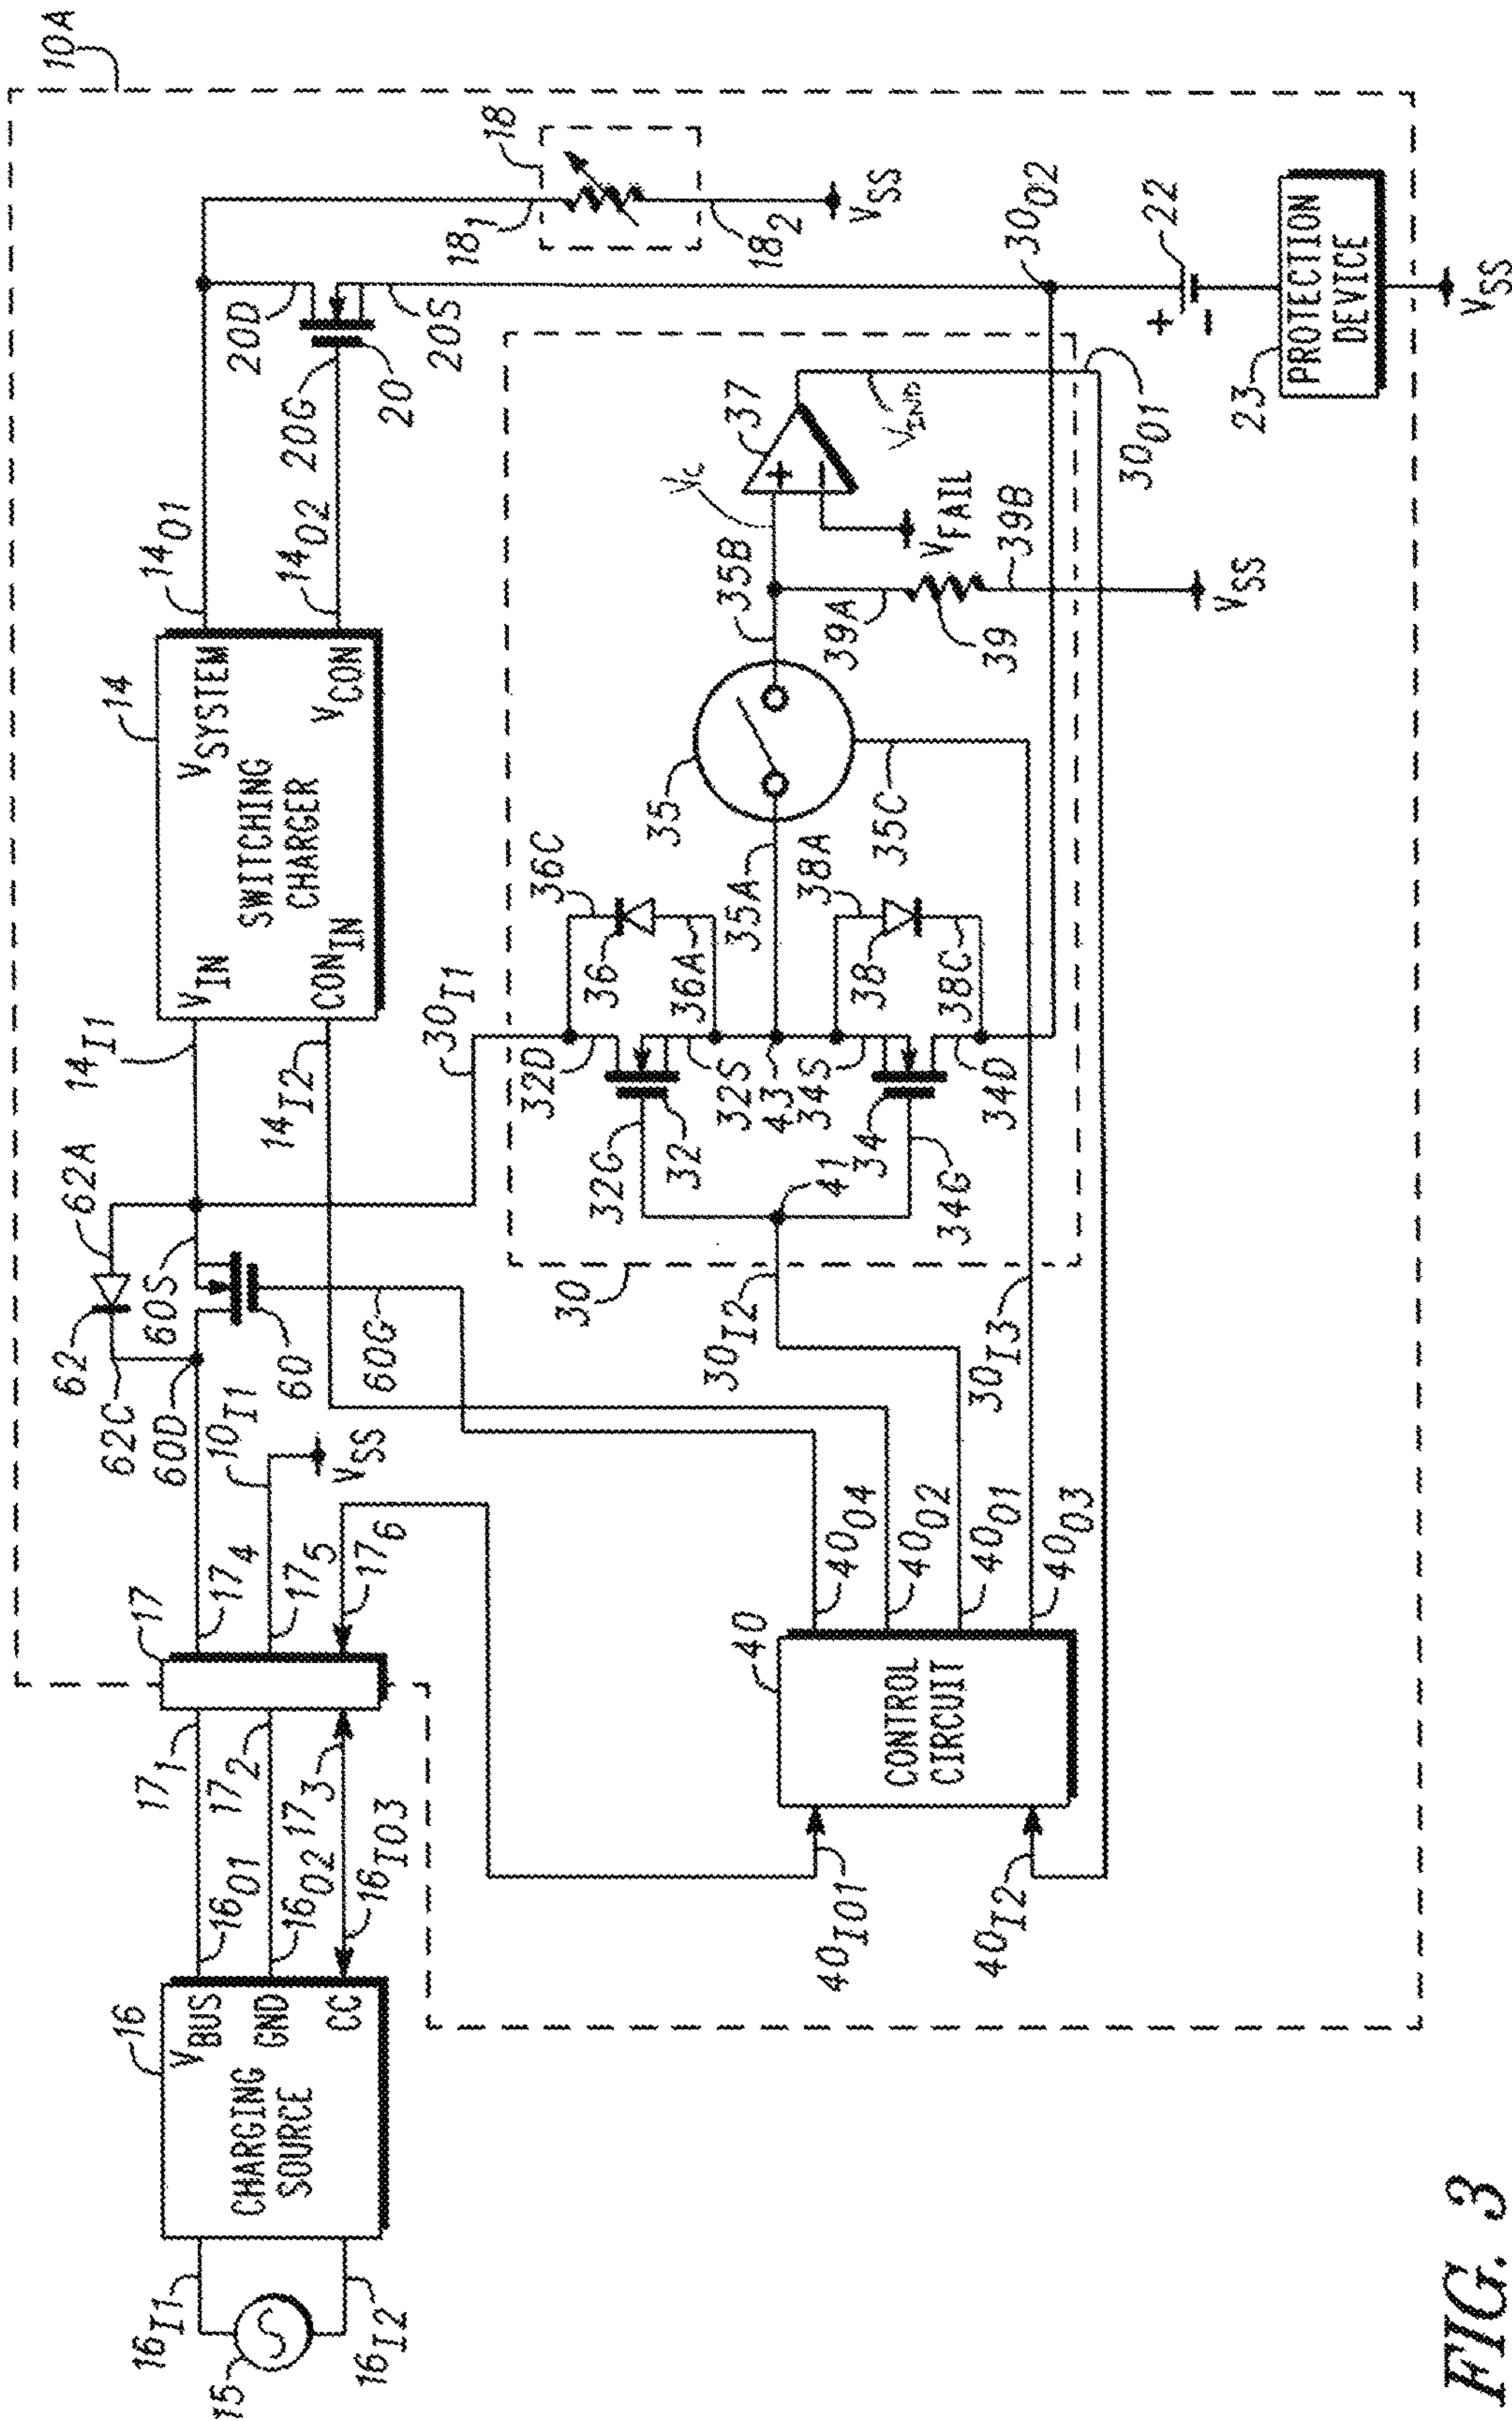 10A
15
16I1
16I2
16
CHARGING
SOURCE
VBUS
GND
CC
16O1
16O2
16IO3
171
172
173
17
174
175
176
10I1
VSS
62
62C
62A
60D
60S
60
60G
14I1
14I2
14
VIN
CONIN
SWITCHING
CHARGER
VSYSTEM
VCON
14O1
14O2
20G
20D
20
20S
18
181
182
VSS
30I1
30
30I2
30I3
32D
32G
32
32S
36C
36
36A
43
41
34S
34
34G
34D
38A
38
38C
35A
35
35B
35C
39A
39
39B
VSS
VC
37
VFAIL
VIND
30O1
30O2
22
+
−
23
PROTECTION
DEVICE
VSS
40
CONTROL
CIRCUIT
40IO1
40I2
40O4
40O2
40O1
40O3
FIG. 3